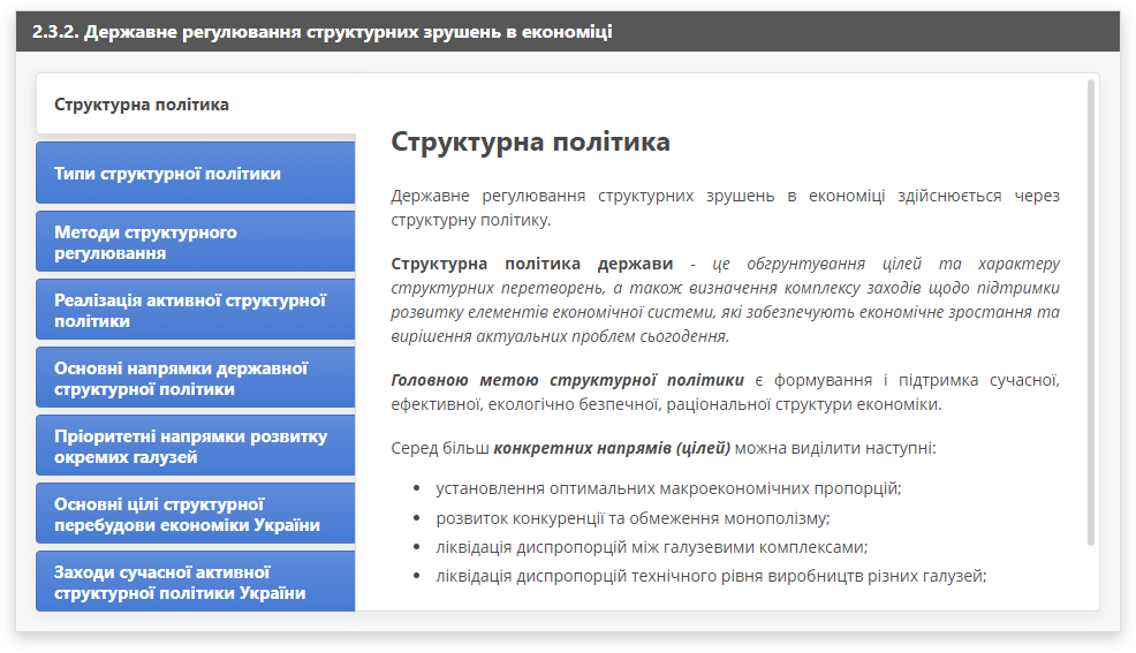 2.3.2. Державне регулювання структурних зрушень в економіці
Структурна політика
Типи структурної політики
Методи структурного
регулювання
Реалізація активної структурної
політики
Основні напрямки державної
структурної політики
Пріоритетні напрямки розвитку
окремих галузей
Основні цілі структурної
перебудови економіки України
Заходи сучасної активної
структурної політики України
Структурна політика
Державне регулювання структурних зрушень в економіці здійснюється через
структурну політику.
Структурна політика держави - це обгрунтування цілей та характеру
структурних перетворень, а також визначення комплексу заходів щодо підтримки
розвитку елементів економічної системи, які забезпечують економічне зростання та
вирішення актуальних проблем сьогодення.
Головною метою структурної політики є формування і підтримка сучасної,
ефективної, екологічно безпечної, раціональної структури економіки.
Серед більш конкретних напрямів (цілей) можна виділити наступні:
• установлення оптимальних макроекономічних пропорцій;
• розвиток конкуренції та обмеження монополізму;
• ліквідація диспропорцій між галузевими комплексами;
• ліквідація диспропорцій технічного рівня виробництв різних галузей;